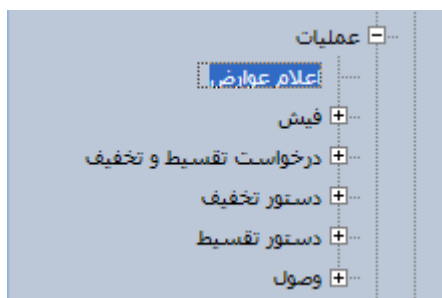 عملیات
اعلام عوارض
فیش
درخواست تقسیط و تخفیف
دستور تخفیف
دستور تقسیط
وصول